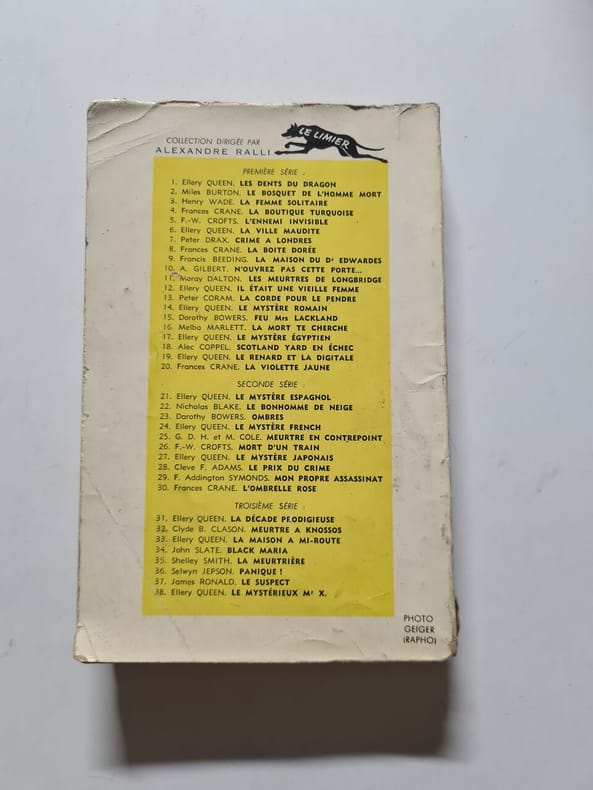 COLLECTION DIRIGÉE PAR
ALEXANDRE RALLI
LE LIMIER
PREMIÈRE SÉRIE :
1. Ellery QUEEN. LES DENTS DU DRAGON
2. Miles BURTON. LE BOSQUET DE L'HOMME MORT
3. Henry WADE. LA FEMME SOLITAIRE
4. Frances CRANE. LA BOUTIQUE TURQUOISE
5. F.-W. CROFTS. L'ENNEMI INVISIBLE
6. Ellery QUEEN. LA VILLE MAUDITE
7. Peter DRAX. CRIME A LONDRES
8. Frances CRANE. LA BOITE DORÉE
9. Francis BEEDING. LA MAISON DU Dr EDWARDES
10. A. GILBERT. N'OUVREZ PAS CETTE PORTE...
11. Moray DALTON. LES MEURTRES DE LONGBRIDGE
12. Ellery QUEEN. IL ÉTAIT UNE VIEILLE FEMME
13. Peter CORAM. LA CORDE POUR LE PENDRE
14. Ellery QUEEN. LE MYSTÈRE ROMAIN
15. Dorothy BOWERS. FEU Mrs LACKLAND
16. Melba MARLETT. LA MORT TE CHERCHE
17. Ellery QUEEN. LE MYSTÈRE ÉGYPTIEN
18. Alec COPPEL. SCOTLAND YARD EN ÉCHEC
19. Ellery QUEEN. LE RENARD ET LA DIGITALE
20. Frances CRANE. LA VIOLETTE JAUNE
SECONDE SÉRIE :
21. Ellery QUEEN. LE MYSTÈRE ESPAGNOL
22. Nicholas BLAKE. LE BONHOMME DE NEIGE
23. Dorothy BOWERS. OMBRES
24. Ellery QUEEN. LE MYSTÈRE FRENCH
25. G. D. H. et M. COLE. MEURTRE EN CONTREPOINT
26. F.-W. CROFTS. MORT D'UN TRAIN
27. Ellery QUEEN. LE MYSTÈRE JAPONAIS
28. Cleve F. ADAMS. LE PRIX DU CRIME
29. F. Addington SYMONDS. MON PROPRE ASSASSINAT
30. Frances CRANE. L'OMBRELLE ROSE
TROISIÈME SÉRIE :
31. Ellery QUEEN. LA DÉCADE PRODIGIEUSE
32. Clyde B. CLASON. MEURTRE A KNOSSOS
33. Ellery QUEEN. LA MAISON A MI-ROUTE
34. John SLATE. BLACK MARIA
35. Shelley SMITH. LA MEURTRIÈRE
36. Selwyn JEPSON. PANIQUE !
37. James RONALD. LE SUSPECT
38. Ellery QUEEN. LE MYSTÉRIEUX Mr X.
PHOTO
GEIGER
(RAPHO)